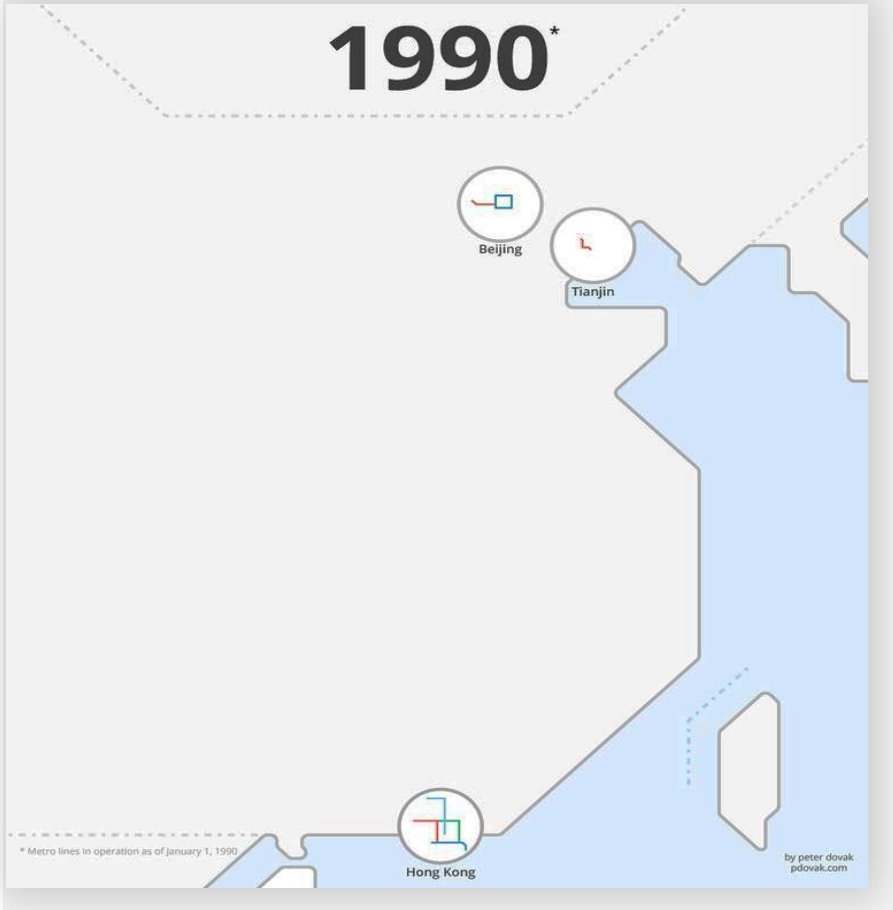 1990*
Beijing
Tianjin
* Metro lines in operation as of January 1, 1990
Hong Kong
by peter dovak
pdovak.com